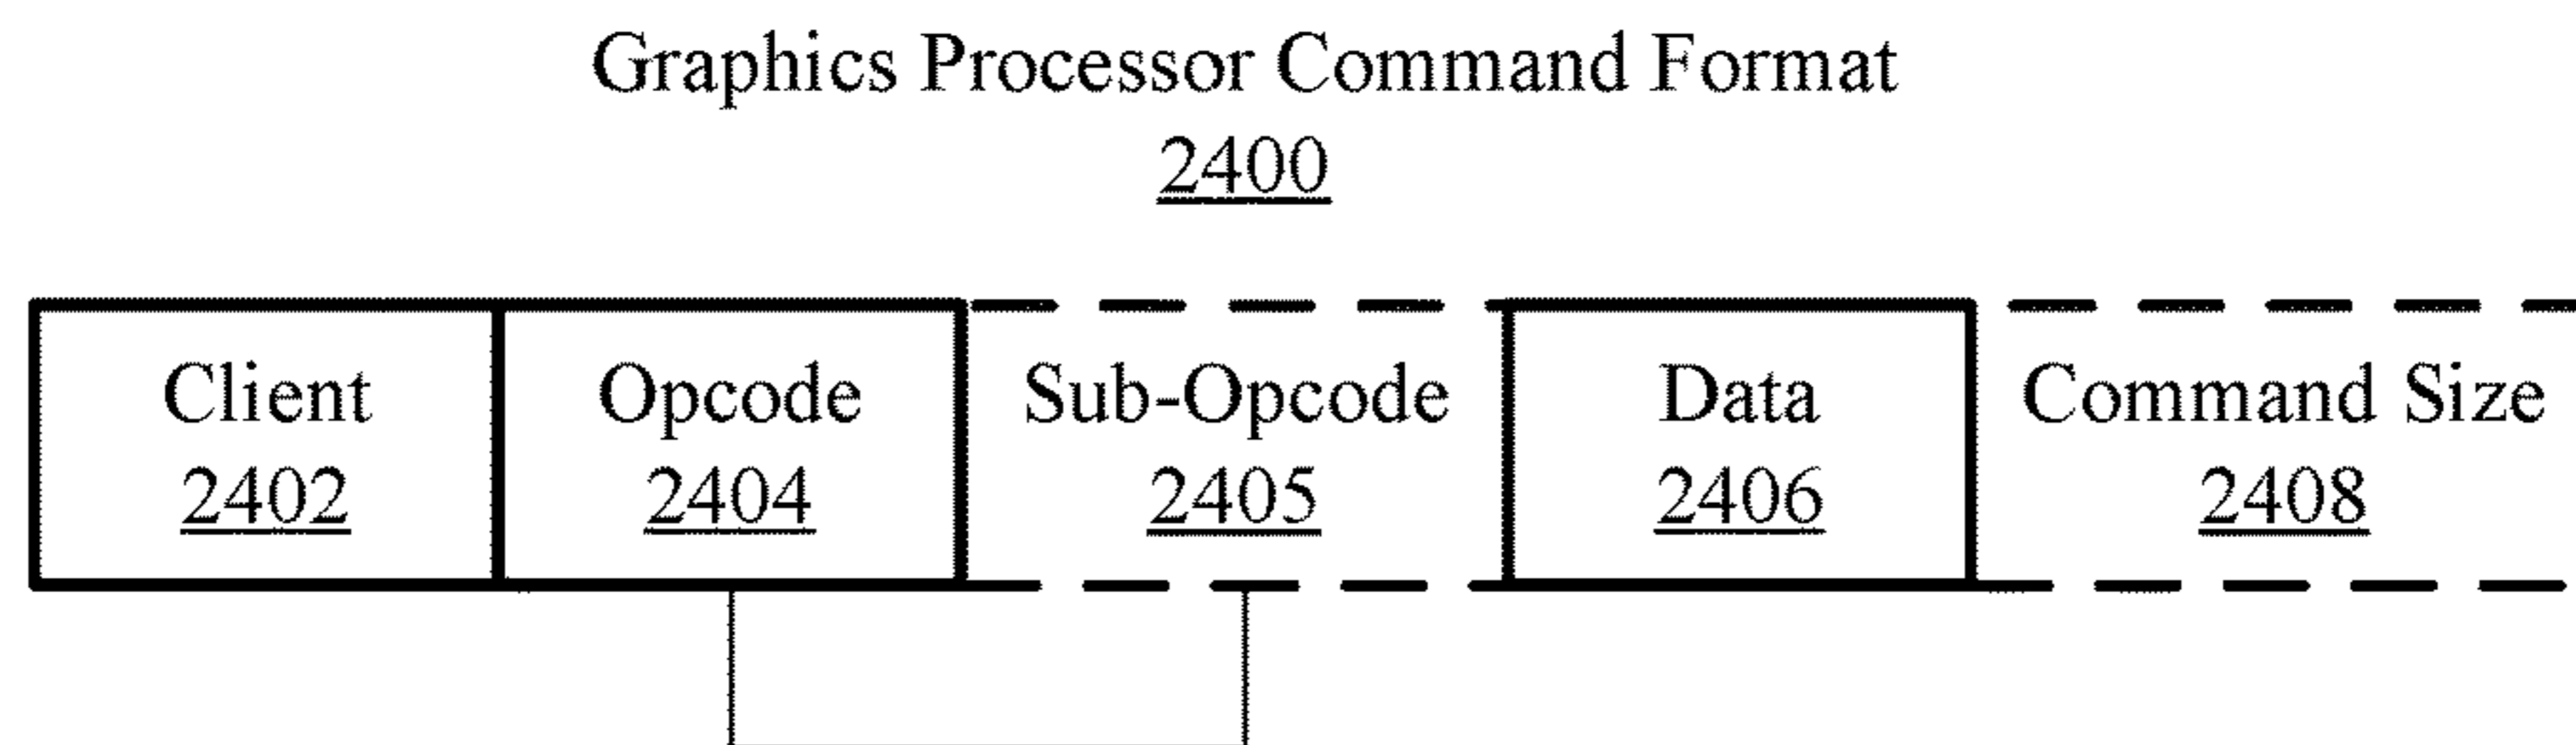 Graphics Processor Command Format
2400
Client Opcode Sub-Opcode Data Command Size
2402 2404 2405 2406 2408